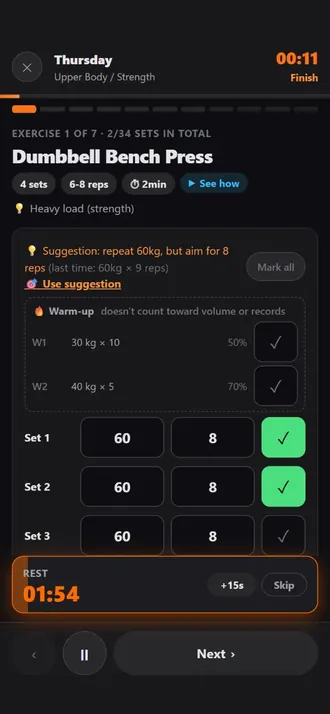 Thursday
Upper Body / Strength
00:11
Finish
EXERCISE 1 OF 7 · 2/34 SETS IN TOTAL
Dumbbell Bench Press
4 sets
6-8 reps
⏱ 2min
▶ See how
💡 Heavy load (strength)
💡 Suggestion: repeat 60kg, but aim for 8
reps (last time: 60kg × 9 reps)
🎯 Use suggestion
Mark all
🔥 Warm-up doesn't count toward volume or records
W1 30 kg × 10 50% ✓
W2 40 kg × 5 70% ✓
Set 1 60 8 ✓
Set 2 60 8 ✓
Set 3 60 8 ✓
REST
01:54
+15s
Skip
Next ›